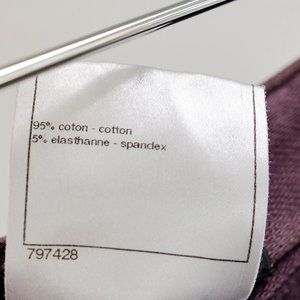 95% coton - cotton
5% elasthanne - spandex
797428